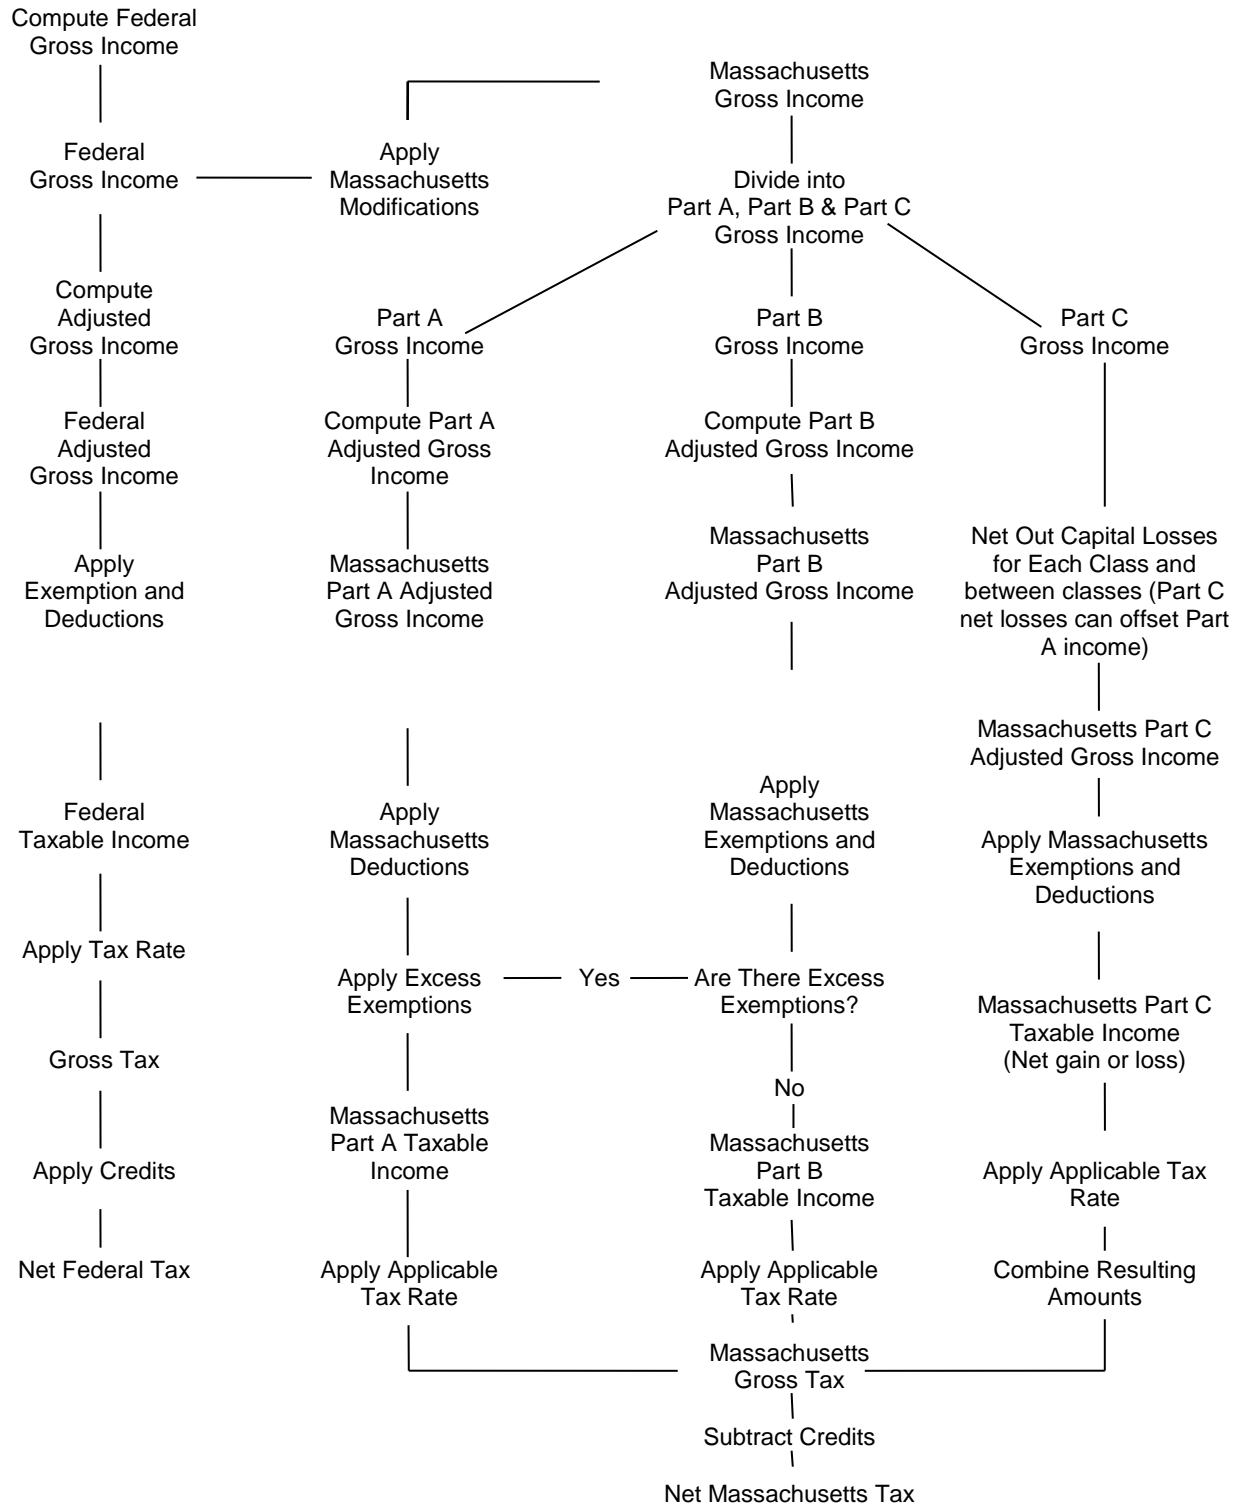 Compute Federal
Gross Income
Federal
Gross Income
Compute
Adjusted
Gross Income
Federal
Adjusted
Gross Income
Apply
Exemption and
Deductions
Federal
Taxable Income
Apply Tax Rate
Gross Tax
Apply Credits
Net Federal Tax
Apply
Massachusetts
Modifications
Massachusetts
Gross Income
Divide into
Part A, Part B & Part C
Gross Income
Part A
Gross Income
Compute Part A
Adjusted Gross
Income
Massachusetts
Part A Adjusted
Gross Income
Apply
Massachusetts
Deductions
Apply Excess
Exemptions
Massachusetts
Part A Taxable
Income
Apply Applicable
Tax Rate
Part B
Gross Income
Compute Part B
Adjusted Gross Income
Massachusetts
Part B
Adjusted Gross Income
Apply
Massachusetts
Exemptions and
Deductions
Are There Excess
Exemptions?
Yes
No
Massachusetts
Part B
Taxable Income
Apply Applicable
Tax Rate
Part C
Gross Income
Net Out Capital Losses
for Each Class and
between classes (Part C
net losses can offset Part
A income)
Massachusetts Part C
Adjusted Gross Income
Apply Massachusetts
Exemptions and
Deductions
Massachusetts Part C
Taxable Income
(Net gain or loss)
Apply Applicable Tax
Rate
Combine Resulting
Amounts
Massachusetts
Gross Tax
Subtract Credits
Net Massachusetts Tax